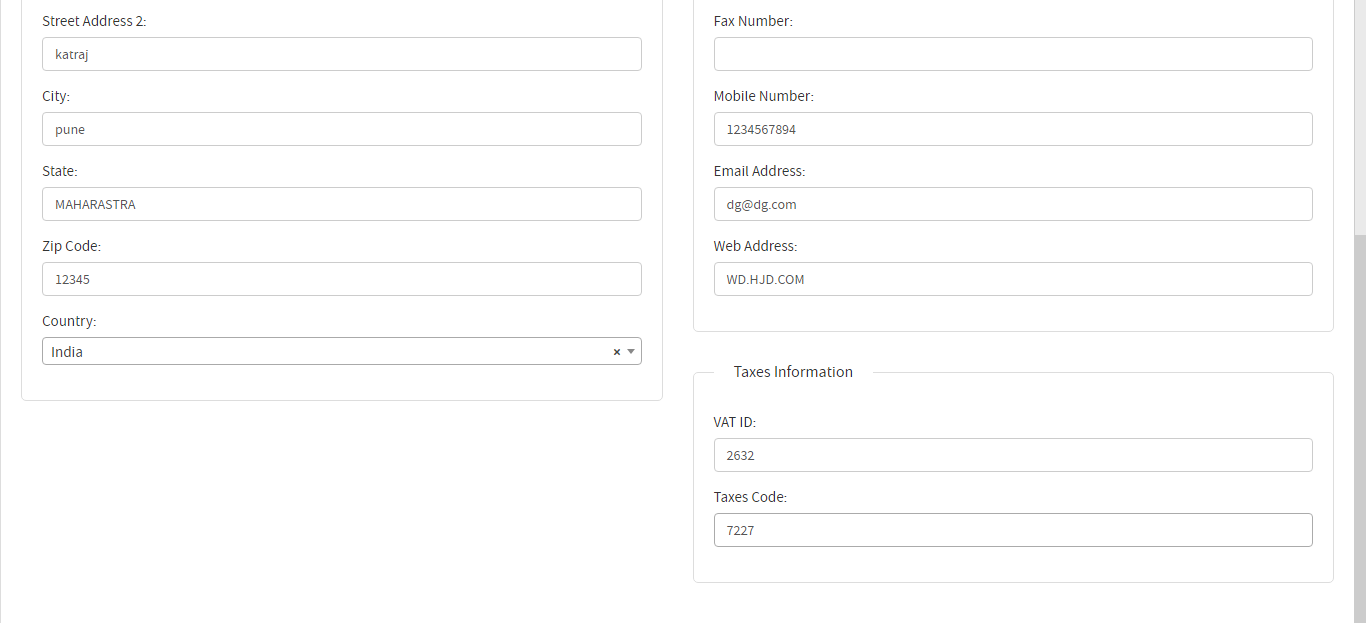 Street Address 2:
katraj
City:
pune
State:
MAHARASTRA
Zip Code:
12345
Country:
India × 
Fax Number:
Mobile Number:
1234567894
Email Address:
dg@dg.com
Web Address:
WD.HJD.COM
Taxes Information
VAT ID:
2632
Taxes Code:
7227